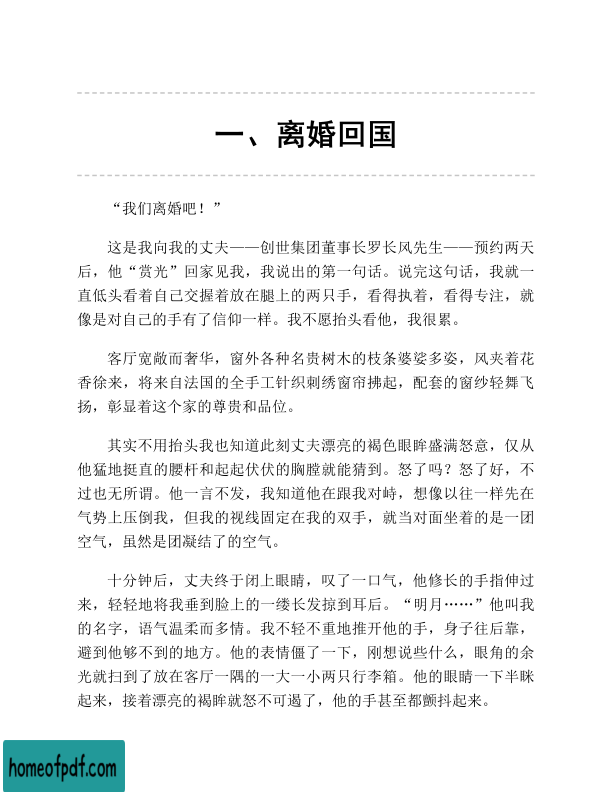 一、离婚回国
“我们离婚吧！”
这是我向我的丈夫——创世集团董事长罗长风先生——预约两天
后，他“赏光”回家见我，我说出的第一句话。说完这句话，我就一
直低头看着自己交握着放在腿上的两只手，看得执着，看得专注，就
像是对自己的手有了信仰一样。我不愿抬头看他，我很累。
客厅宽敞而奢华，窗外各种名贵树木的枝条婆娑多姿，风夹着花
香徐来，将来自法国的全手工针织刺绣窗帘拂起，配套的窗纱轻舞飞
扬，彰显着这个家的尊贵和品位。
其实不用抬头我也知道此刻丈夫漂亮的褐色眼眸盛满怒意，仅从
他猛地挺直的腰杆和起起伏伏的胸膛就能猜到。怒了吗？怒了好，不
过也无所谓。他一言不发，我知道他在跟我对峙，想像以往一样先在
气势上压倒我，但我的视线固定在我的双手，就当对面坐着的是一团
空气，虽然是团凝结了的空气。
十分钟后，丈夫终于闭上眼睛，叹了一口气，他修长的手指伸过
来，轻轻地将我垂到脸上的一缕长发掠到耳后。“明月……”他叫我
的名字，语气温柔而多情。我不轻不重地推开他的手，身子往后靠，
避到他够不到的地方。他的表情僵了一下，刚想说些什么，眼角的余
光就扫到了放在客厅一隅的一大一小两只行李箱。他的眼睛一下半眯
起来，接着漂亮的褐眸就怒不可遏了，他的手甚至都颤抖起来。
homeofpdf.com